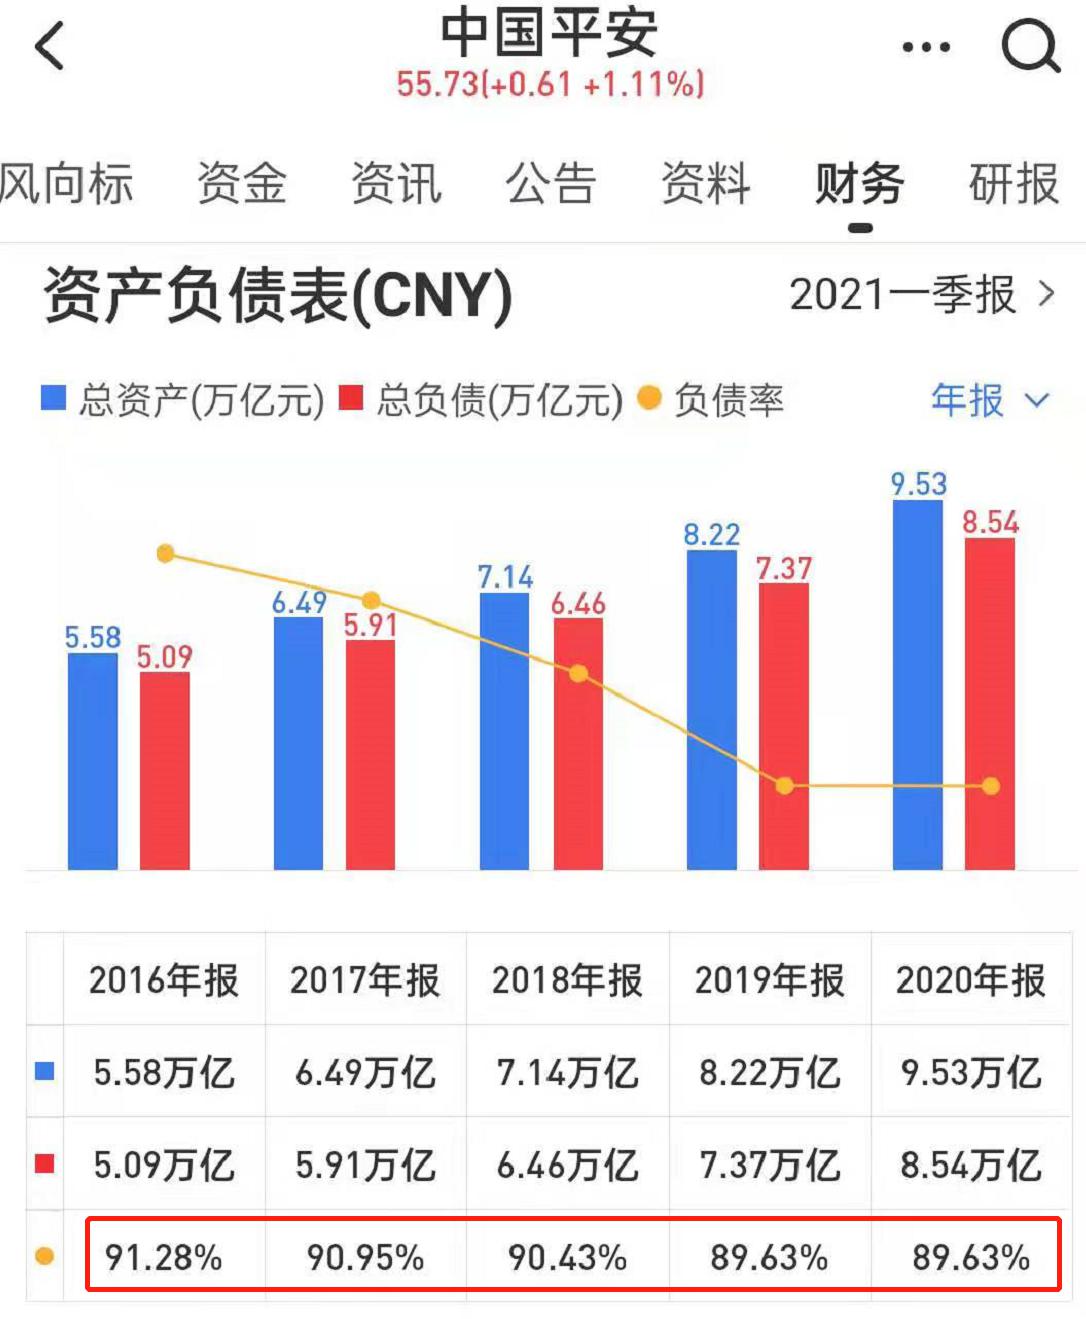 中国平安
55.73(+0.61 +1.11%)
风向标 资金 资讯 公告 资料 财务 研报
资产负债表(CNY) 2021一季报
总资产(万亿元) 总负债(万亿元) 负债率 年报
9.53
8.54
8.22
7.37
7.14
6.46
6.49
5.91
5.58
5.09
2016年报 2017年报 2018年报 2019年报 2020年报
5.58万亿 6.49万亿 7.14万亿 8.22万亿 9.53万亿
5.09万亿 5.91万亿 6.46万亿 7.37万亿 8.54万亿
91.28% 90.95% 90.43% 89.63% 89.63%